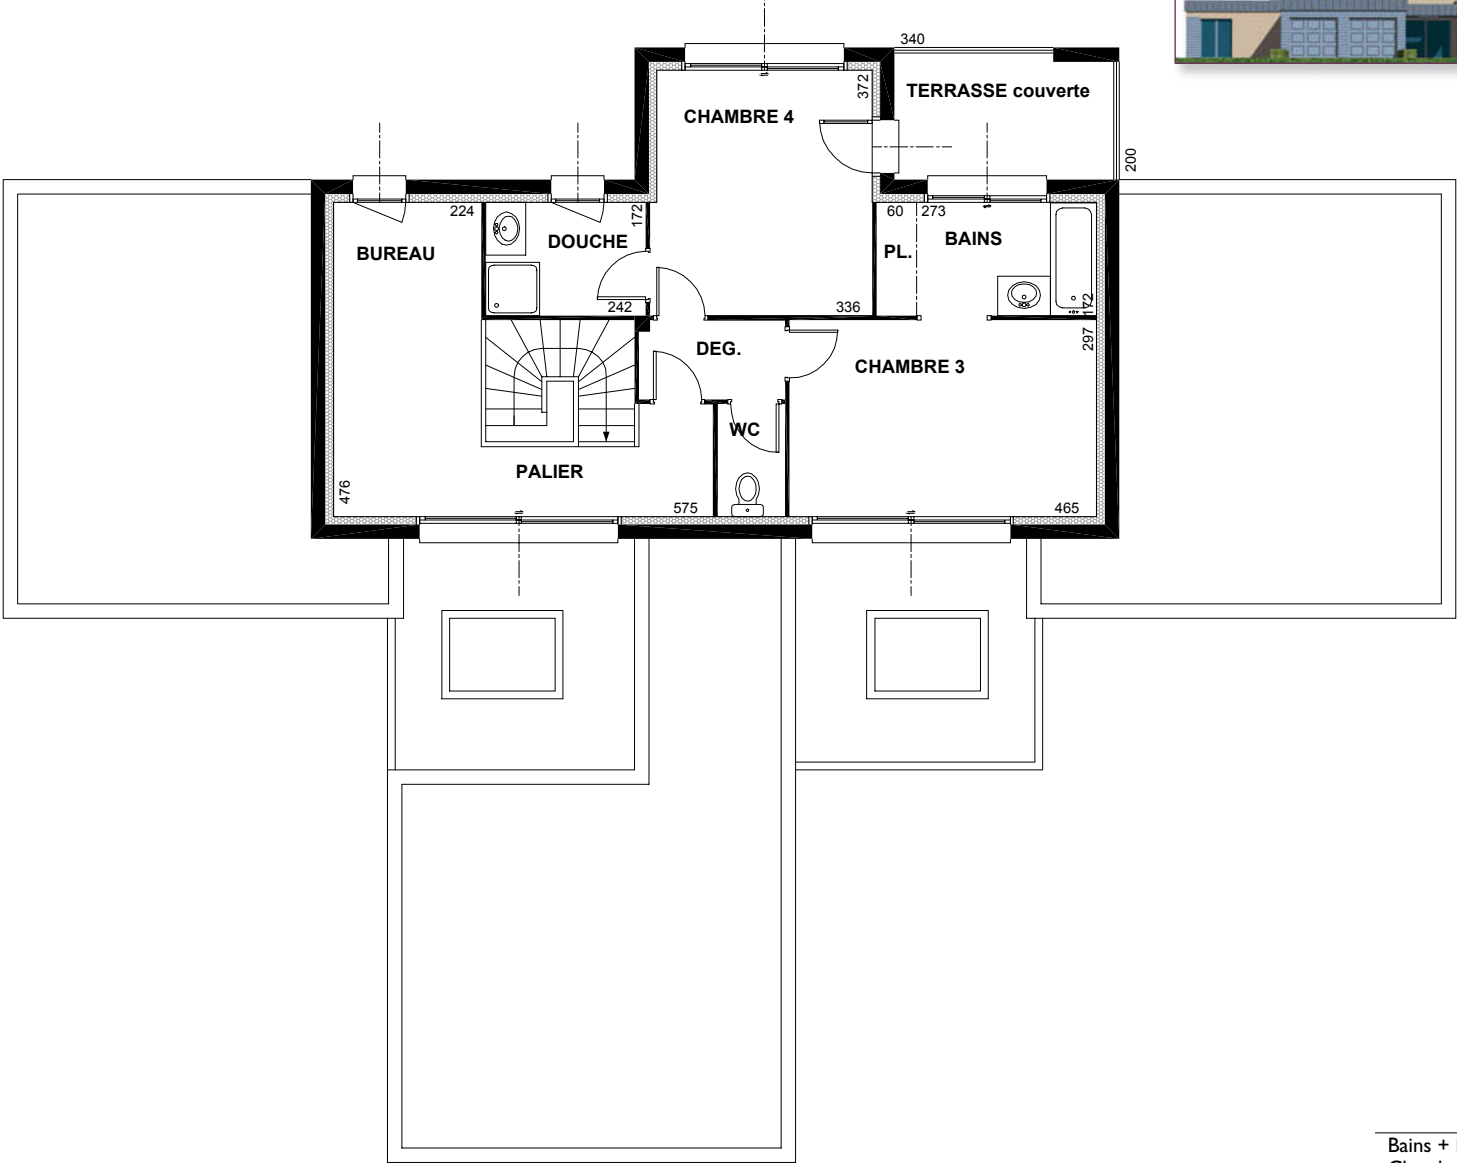 340
372
TERRASSE couverte
CHAMBRE 4
200
224
172
60
273
DOUCHE
BAINS
BUREAU
PL.
242
336
172
297
DEG.
CHAMBRE 3
WC
PALIER
476
575
465
Bains +